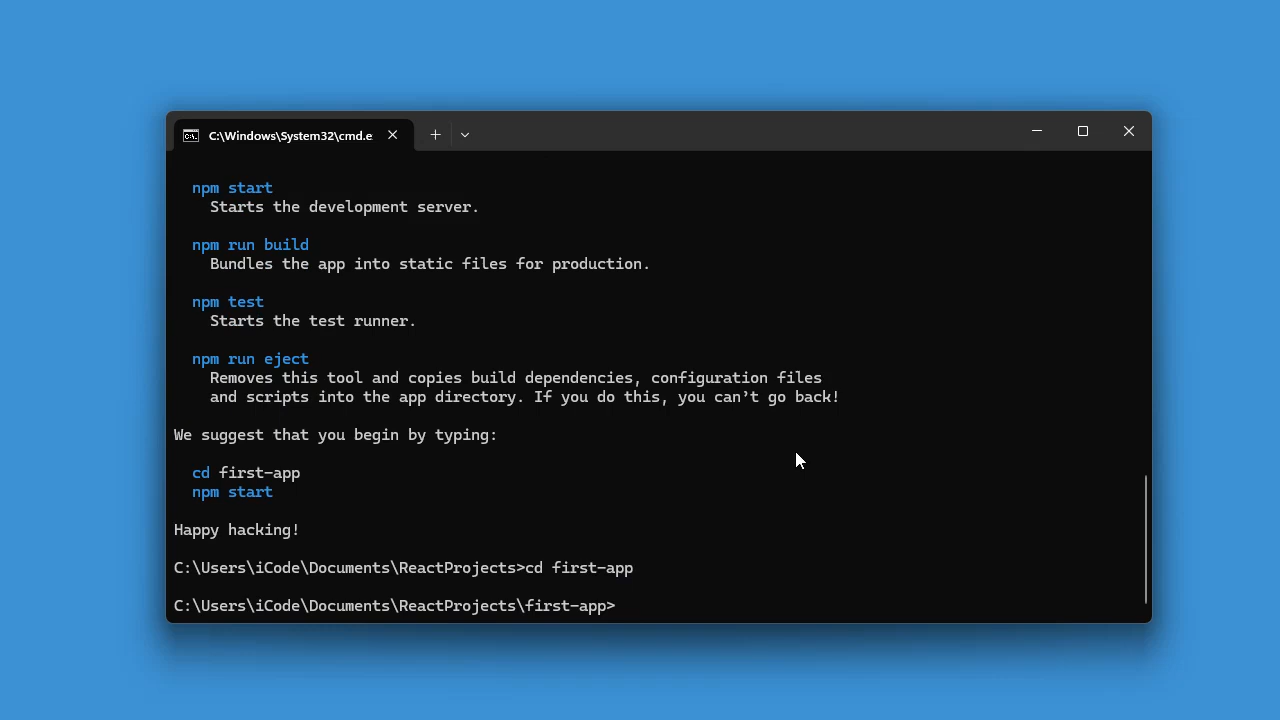 C:\Windows\System32\cmd.e
npm start
Starts the development server.
npm run build
Bundles the app into static files for production.
npm test
Starts the test runner.
npm run eject
Removes this tool and copies build dependencies, configuration files
and scripts into the app directory. If you do this, you can’t go back!
We suggest that you begin by typing:
cd first-app
npm start
Happy hacking!
C:\Users\iCode\Documents\ReactProjects>cd first-app
C:\Users\iCode\Documents\ReactProjects\first-app>